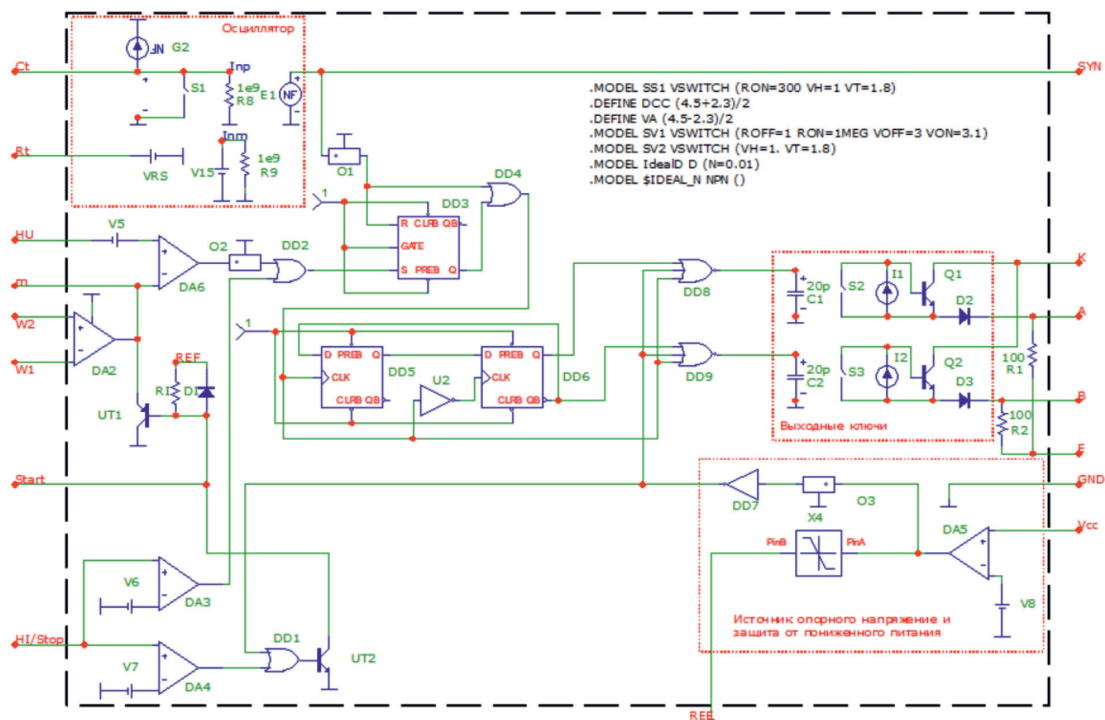 Осциллятор
G2
Ct
Inp
SYN
S1
1e9
R8
E1
NF
.MODEL SS1 VSWITCH (RON=300 VH=1 VT=1.8)
.DEFINE DCC (4.5+2.3)/2
.DEFINE VA (4.5-2.3)/2
.MODEL SV1 VSWITCH (ROFF=1 RON=1MEG VOFF=3 VON=3.1)
.MODEL SV2 VSWITCH (VH=1. VT=1.8)
.MODEL IdealD D (N=0.01)
.MODEL $IDEAL_N NPN ()
Inm
Rt
VRS
V15
1e9
R9
O1
DD4
1
DD3
R CLRB QB
GATE
S PREB Q
V5
HU
O2
DD2
DA6
m
W2
W1
DA2
REF
R1
D1
UT1
1
D PREB Q
CLK
CLRB QB
DD5
U2
D PREB Q
CLK
CLRB QB
DD6
DD8
DD9
20p
C1
20p
C2
S2
I1
Q1
D2
S3
I2
Q2
D3
Выходные ключи
K
A
100
R1
B
100
R2
F
Start
GND
DD7
O3
X4
PinB
PinA
DA5
Vcc
V8
V6
DA3
HI/Stop
V7
DA4
DD1
UT2
Источник опорного напряжение и
защита от пониженного питания
REF